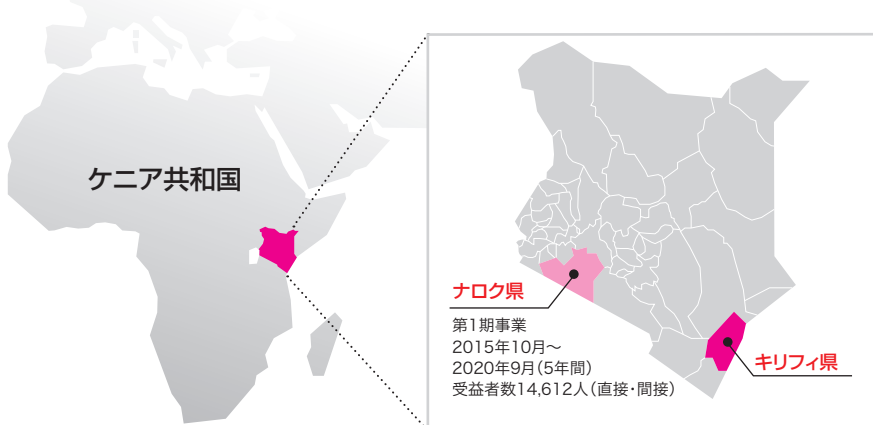 ケニア共和国
ナロク県
第1期事業
2015年10月〜
2020年9月(5年間)
受益者数14,612人(直接・間接)
キリフィ県